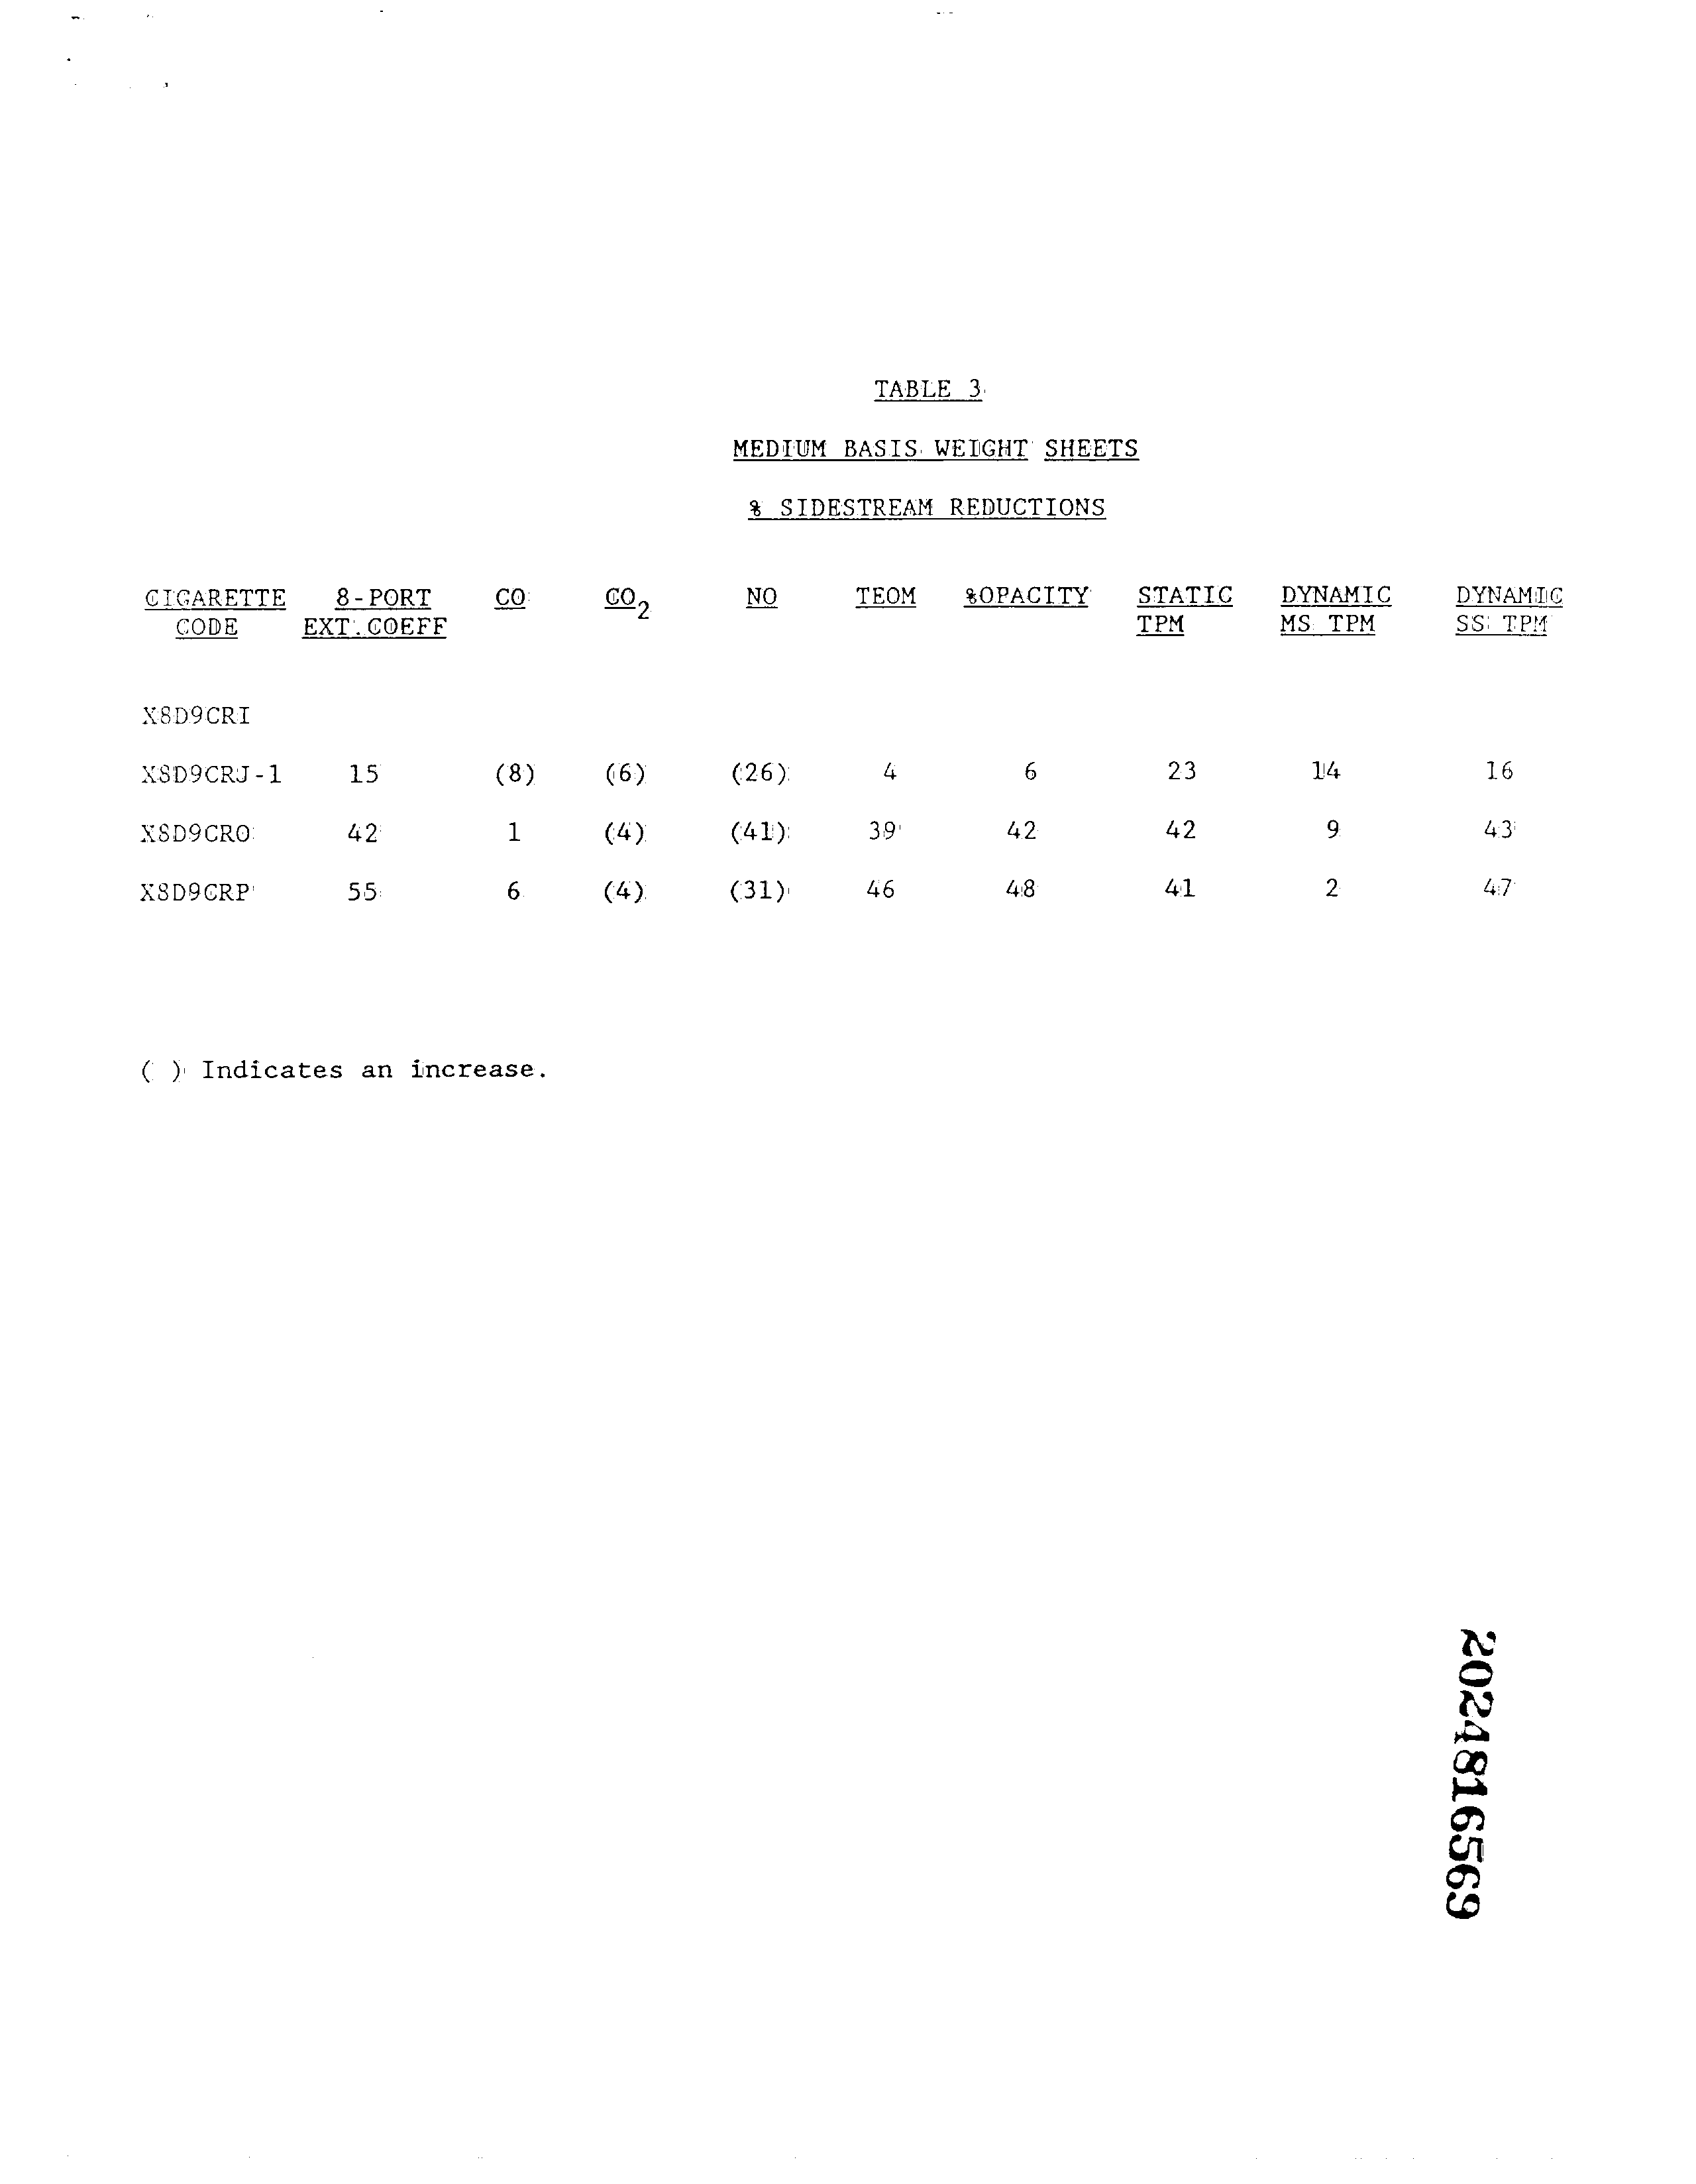 TABLE 3
MEDIUM BASIS WEIGHT SHEETS
% SIDESTREAM REDUCTIONS
CIGARETTE CODE 8-PORT EXT. COEFF CO CO2 NO TEOM %OPACITY STATIC TPM DYNAMIC MS TPM DYNAMIC SS TPM
X8D9CRI
X8D9CRJ-1 15 (8) (6) (26) 4 6 23 14 16
X8D9CRO 42 1 (4) (41) 39 42 42 9 43
X8D9CRP 55 6 (4) (31) 46 48 41 2 47
( ) Indicates an increase.
2024816569